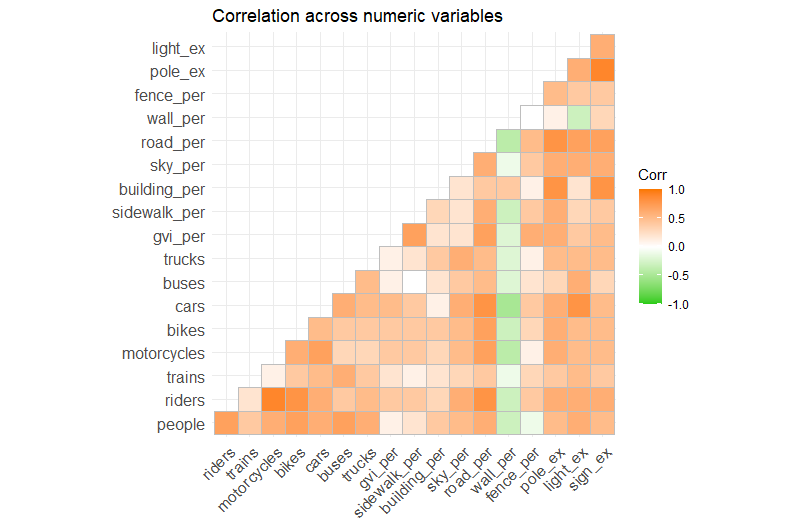 Correlation across numeric variables
light_ex
pole_ex
fence_per
wall_per
road_per
sky_per
building_per
sidewalk_per
gvi_per
trucks
buses
cars
bikes
motorcycles
trains
riders
people
riders
trains
motorcycles
bikes
cars
buses
trucks
gvi_per
sidewalk_per
building_per
sky_per
road_per
wall_per
fence_per
pole_ex
light_ex
sign_ex
Corr
1.0
0.5
0.0
-0.5
-1.0